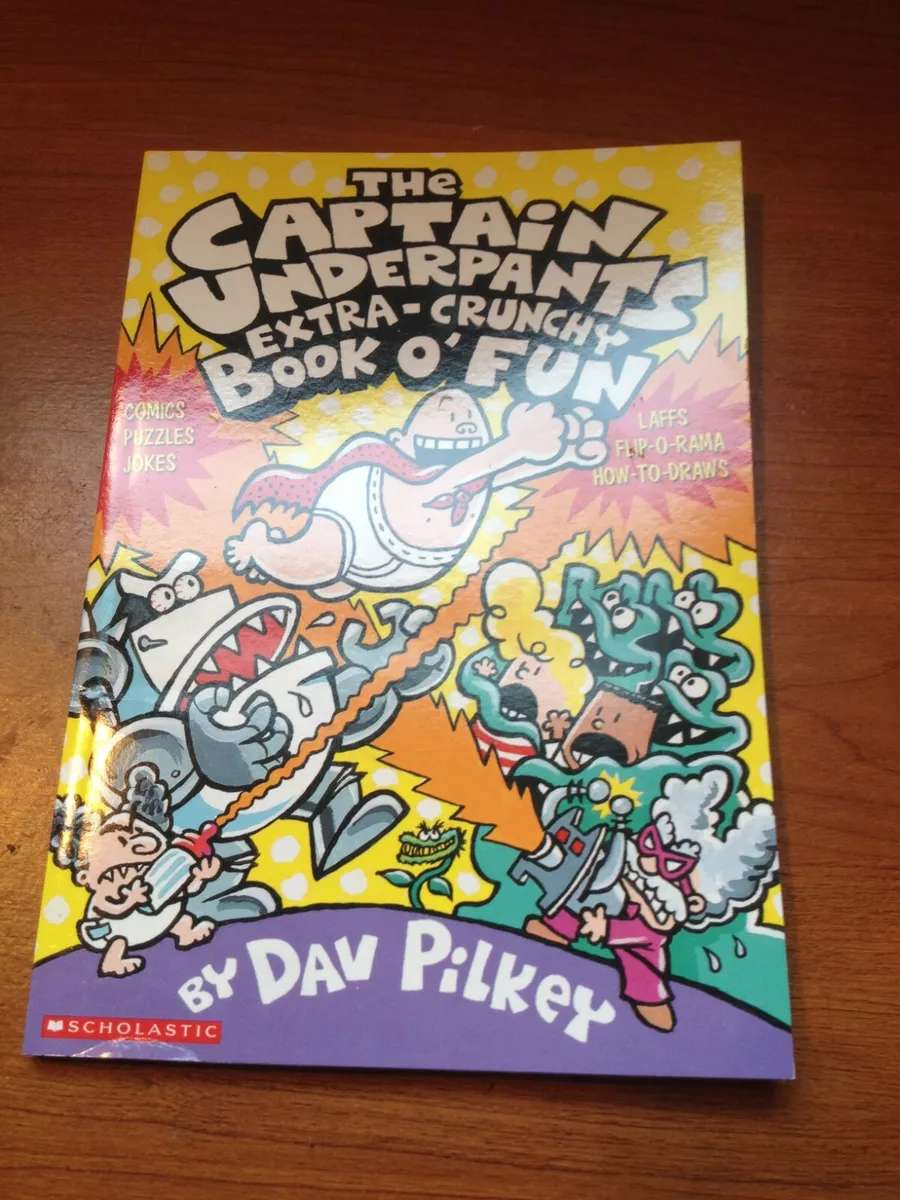 THE
CAPTAIN
UNDERPANTS
EXTRA-CRUNCHY
BOOK O' FUN
COMICS
PUZZLES
JOKES
LAFFS
FLIP-O-RAMA
HOW-TO-DRAWS
BY DAV PILKEY
SCHOLASTIC